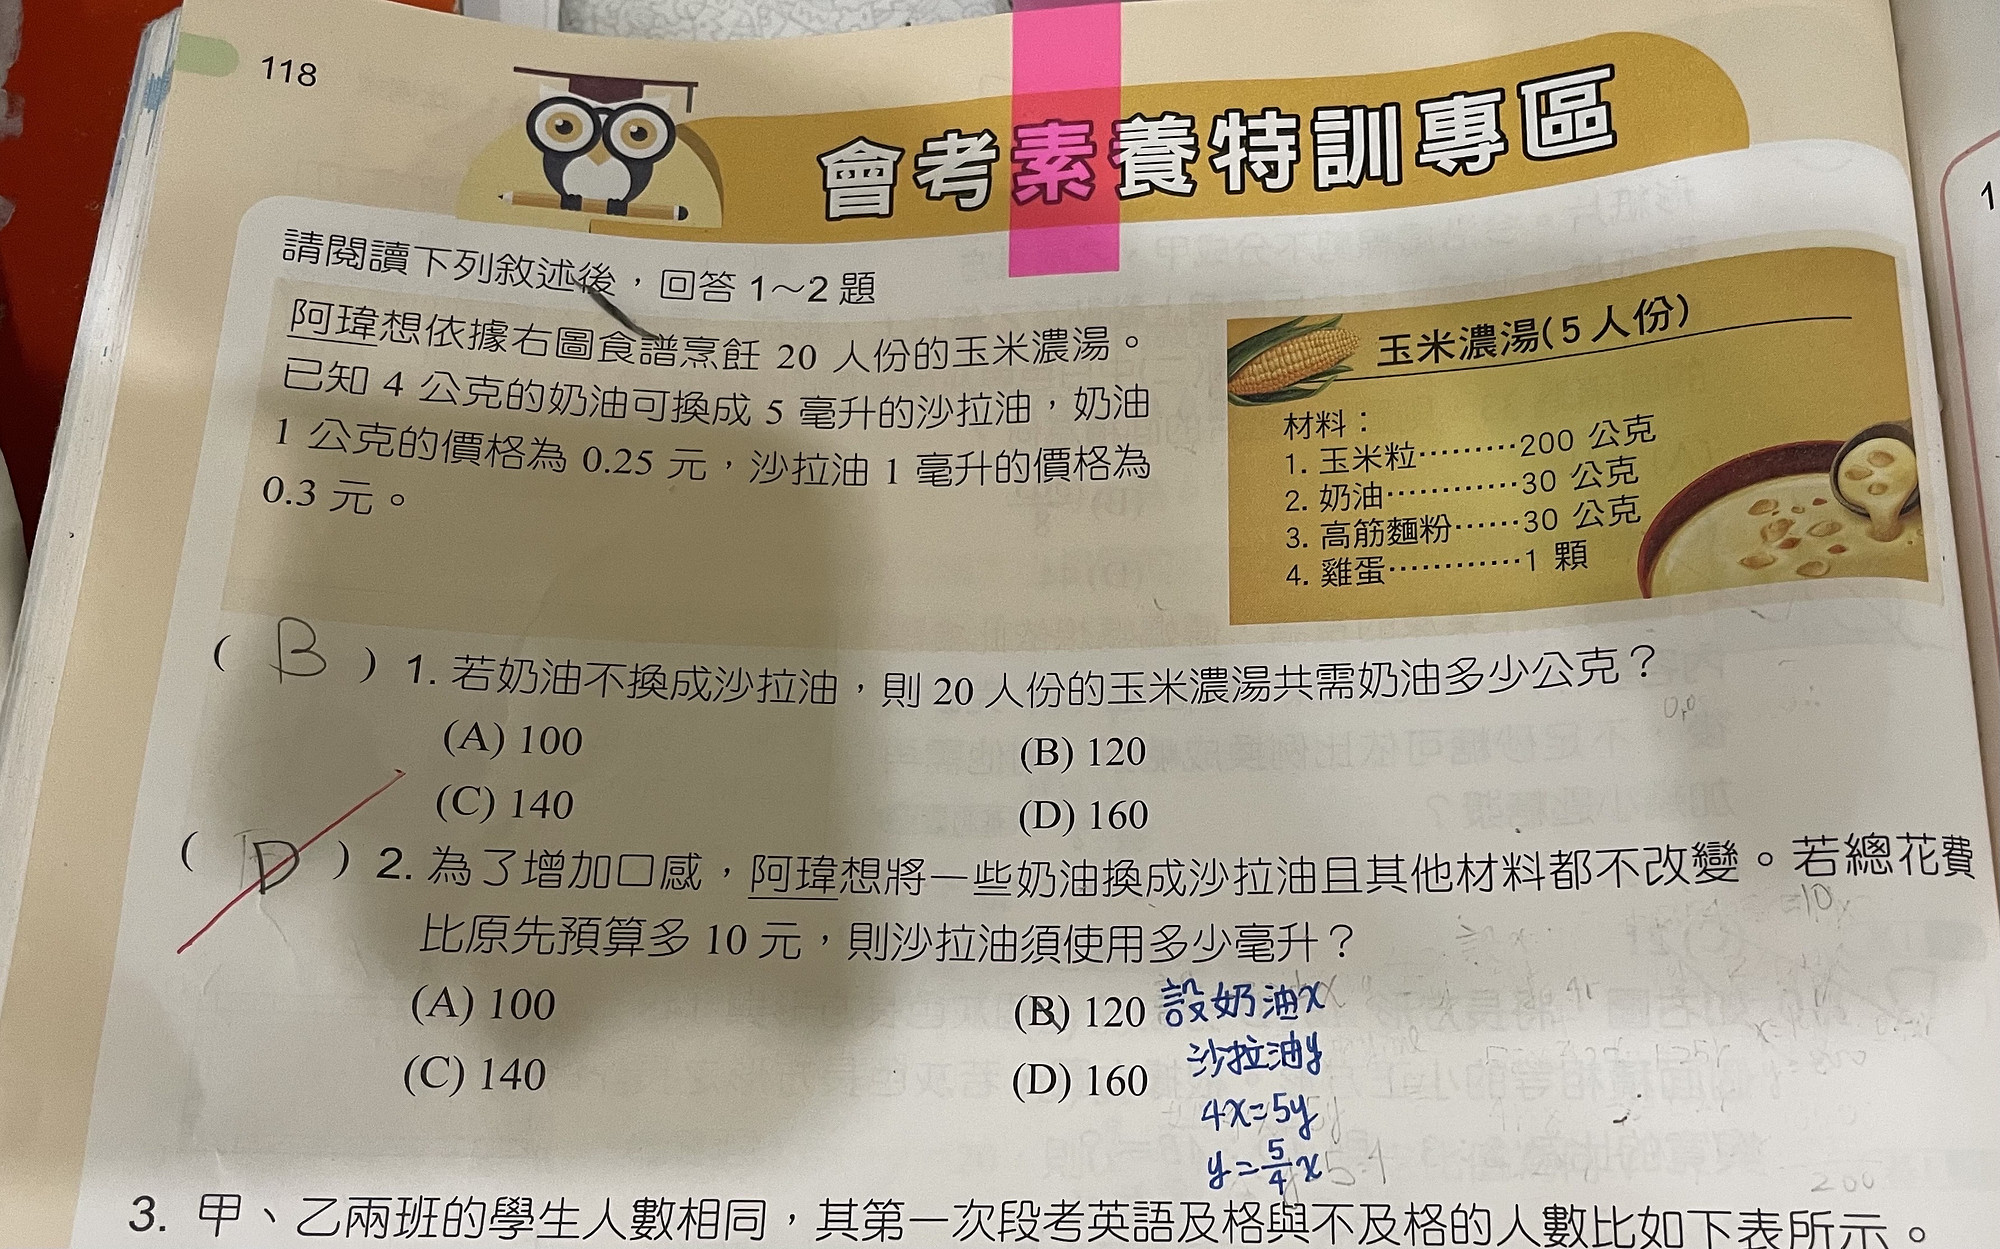 118
會考素養特訓專區
請閱讀下列敘述後，回答 1～2 題
阿瑋想依據右圖食譜烹飪 20 人份的玉米濃湯。
已知 4 公克的奶油可換成 5 毫升的沙拉油，奶油
1 公克的價格為 0.25 元，沙拉油 1 毫升的價格為
0.3 元。
玉米濃湯(5人份)
材料：
1. 玉米粒………200 公克
2. 奶油…………30 公克
3. 高筋麵粉……30 公克
4. 雞蛋…………1 顆
( B ) 1. 若奶油不換成沙拉油，則 20 人份的玉米濃湯共需奶油多少公克？
(A) 100 (B) 120
(C) 140 (D) 160
( D ) 2. 為了增加口感，阿瑋想將一些奶油換成沙拉油且其他材料都不改變。若總花費
比原先預算多 10 元，則沙拉油須使用多少毫升？
(A) 100 (B) 120
(C) 140 (D) 160
設奶油x
沙拉油y
4x=5y
y=5/4x
3. 甲、乙兩班的學生人數相同，其第一次段考英語及格與不及格的人數比如下表所示。